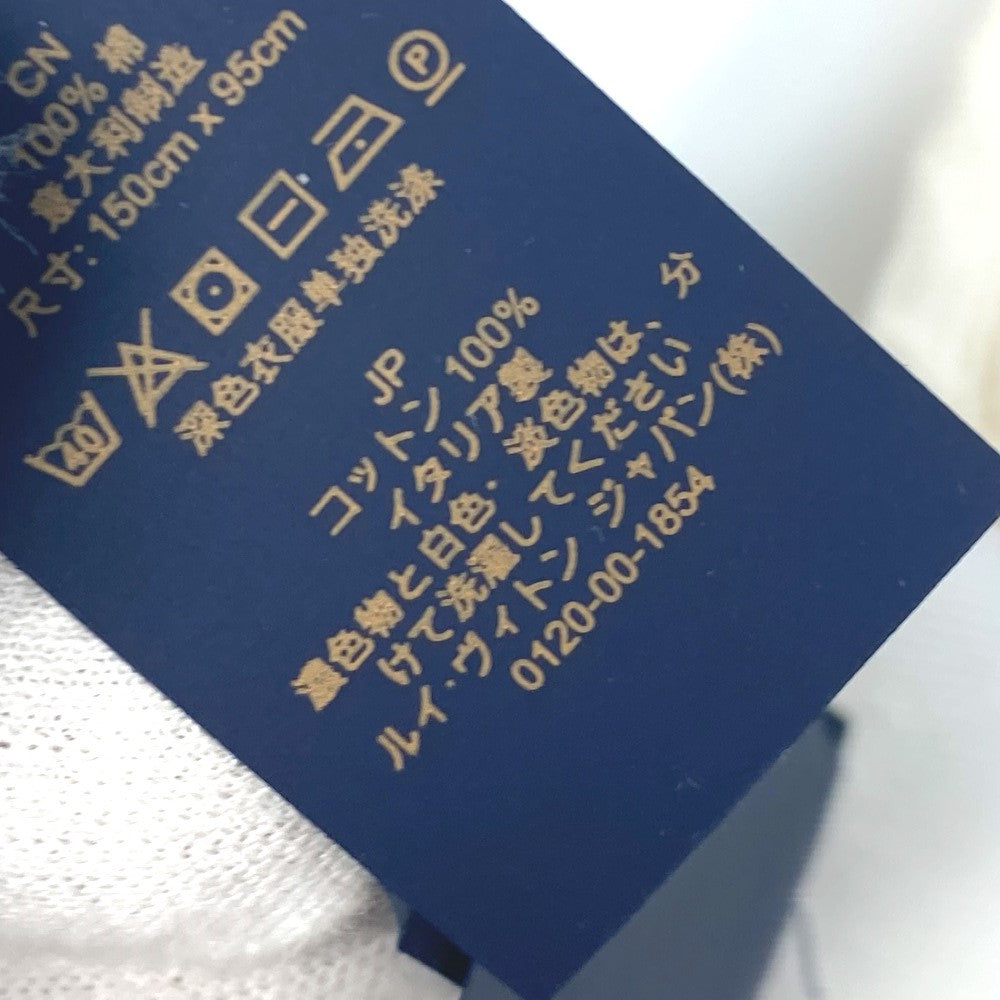 CN
100% 棉
意大利制造
尺寸: 150cm x 95cm
40
P
深色衣服单独洗涤
JP
コットン 100%
イタリア製
濃色物と白色・淡色物は、分
けて洗濯してください
ルイ・ヴィトン ジャパン(株)
0120-00-1854